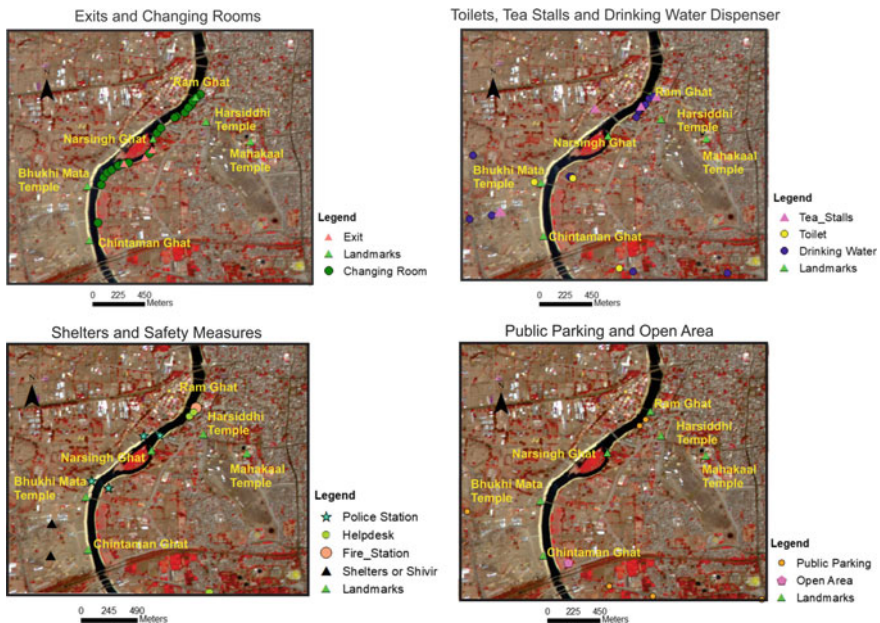 Exits and Changing Rooms
Ram Ghat
Harsiddhi
Temple
Narsingh Ghat
Mahakaal
Temple
Bhukhi Mata
Temple
Chintaman Ghat
Legend
Exit
Landmarks
Changing Room
0 225 450
Meters
Toilets, Tea Stalls and Drinking Water Dispenser
N
Ram Ghat
Harsiddhi
Temple
Narsingh Ghat
Mahakaal
Temple
Bhukhi Mata
Temple
Chintaman Ghat
Legend
Tea_Stalls
Toilet
Drinking Water
Landmarks
0 225 450
Meters
Shelters and Safety Measures
N
Ram Ghat
Harsiddhi
Temple
Narsingh Ghat
Mahakaal
Temple
Bhukhi Mata
Temple
Chintaman Ghat
Legend
Police Station
Helpdesk
Fire_Station
Shelters or Shivir
Landmarks
0 245 490
Meters
Public Parking and Open Area
N
Ram Ghat
Harsiddhi
Temple
Narsingh Ghat
Mahakaal
Temple
Bhukhi Mata
Temple
Chintaman Ghat
Legend
Public Parking
Open Area
Landmarks
0 225 450
Meters